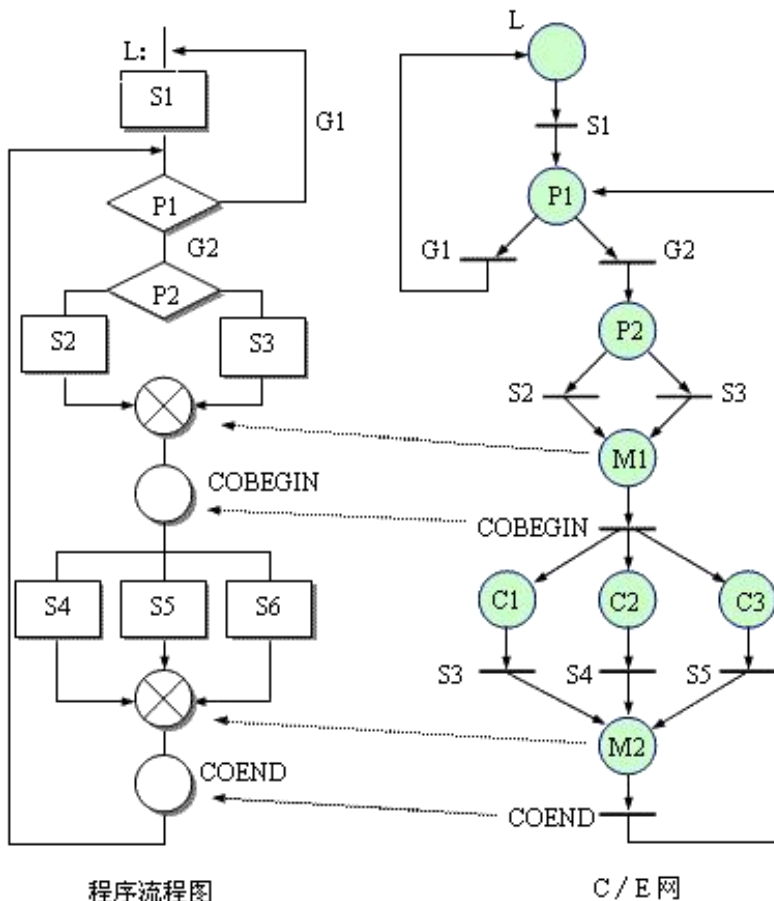 L:
S1
G1
P1
G2
P2
S2
S3
COBEGIN
S4
S5
S6
COEND
程序流程图
L
S1
P1
G1
G2
P2
S2
S3
M1
COBEGIN
C1
C2
C3
S3
S4
S5
M2
COEND
C/E网